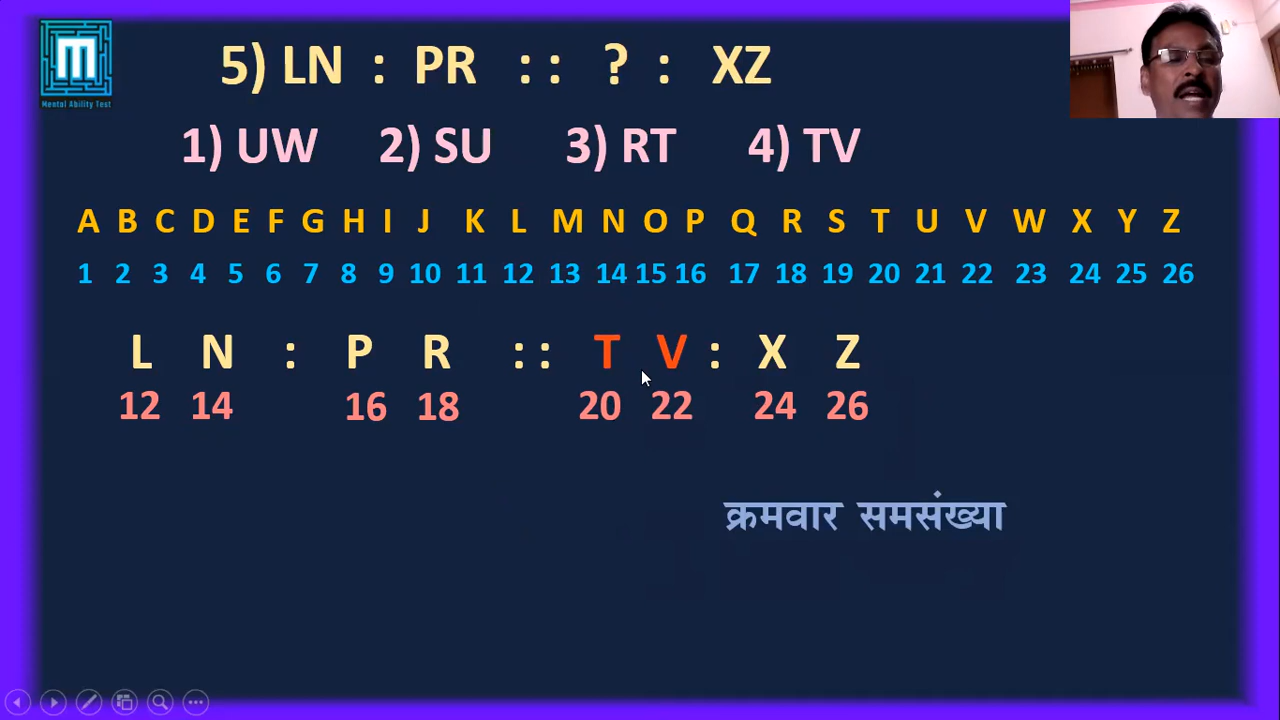 M
Mental Ability Test
5) LN : PR :: ? : XZ
1) UW 2) SU 3) RT 4) TV
A B C D E F G H I J K L M N O P Q R S T U V W X Y Z
1 2 3 4 5 6 7 8 9 10 11 12 13 14 15 16 17 18 19 20 21 22 23 24 25 26
L N : P R :: T V : X Z
12 14 16 18 20 22 24 26
क्रमवार समसंख्या